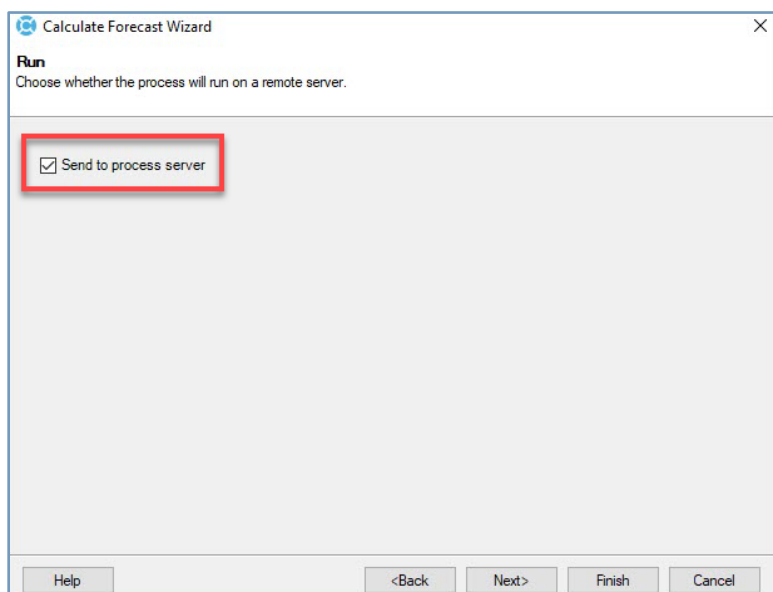 Calculate Forecast Wizard
Run
Choose whether the process will run on a remote server.
Send to process server
Help
<Back
Next>
Finish
Cancel